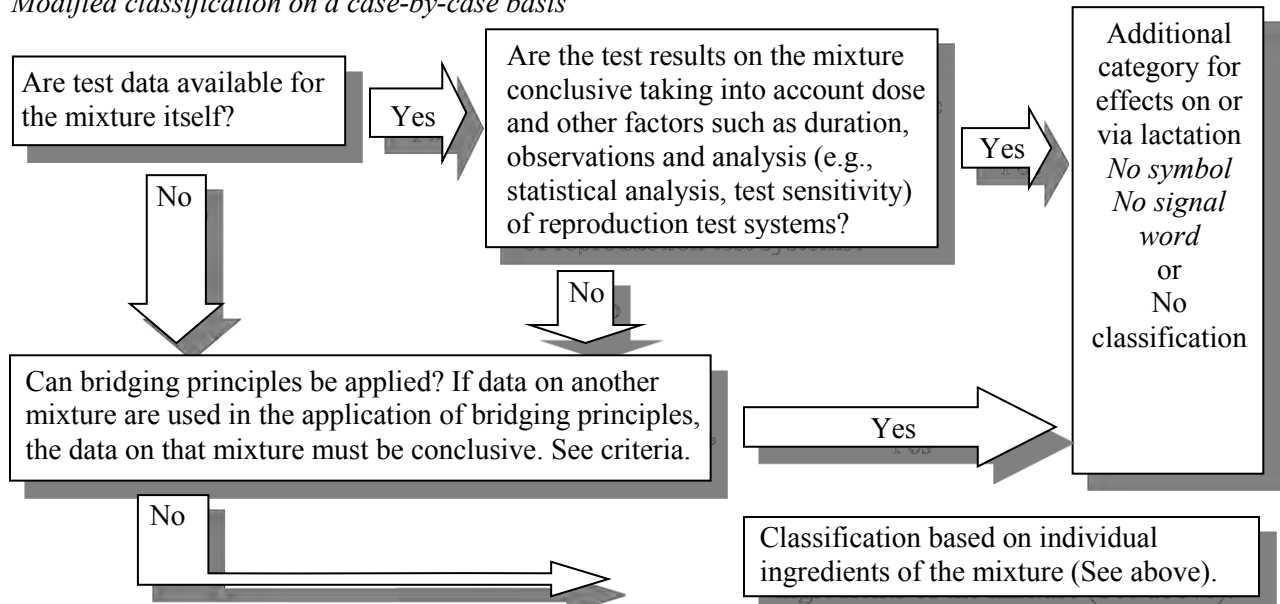 Modified classification on a case-by-case basis
Are test data available for
the mixture itself?
Yes
Are the test results on the mixture
conclusive taking into account dose
and other factors such as duration,
observations and analysis (e.g.,
statistical analysis, test sensitivity)
of reproduction test systems?
Yes
Additional
category for
effects on or
via lactation
No symbol
No signal
word
or
No
classification
No
No
Can bridging principles be applied? If data on another
mixture are used in the application of bridging principles,
the data on that mixture must be conclusive. See criteria.
Yes
No
Classification based on individual
ingredients of the mixture (See above).